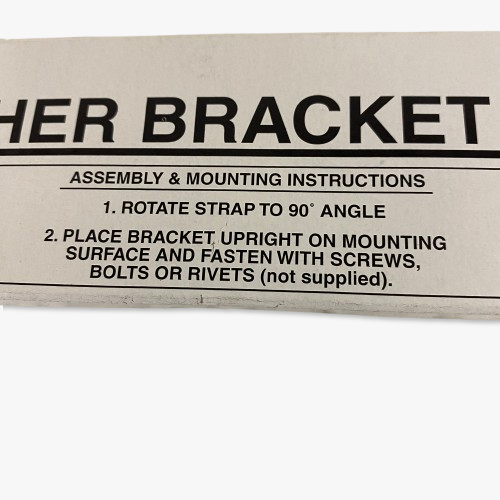 HER BRACKET
ASSEMBLY & MOUNTING INSTRUCTIONS
1. ROTATE STRAP TO 90° ANGLE
2. PLACE BRACKET UPRIGHT ON MOUNTING
SURFACE AND FASTEN WITH SCREWS,
BOLTS OR RIVETS (not supplied).